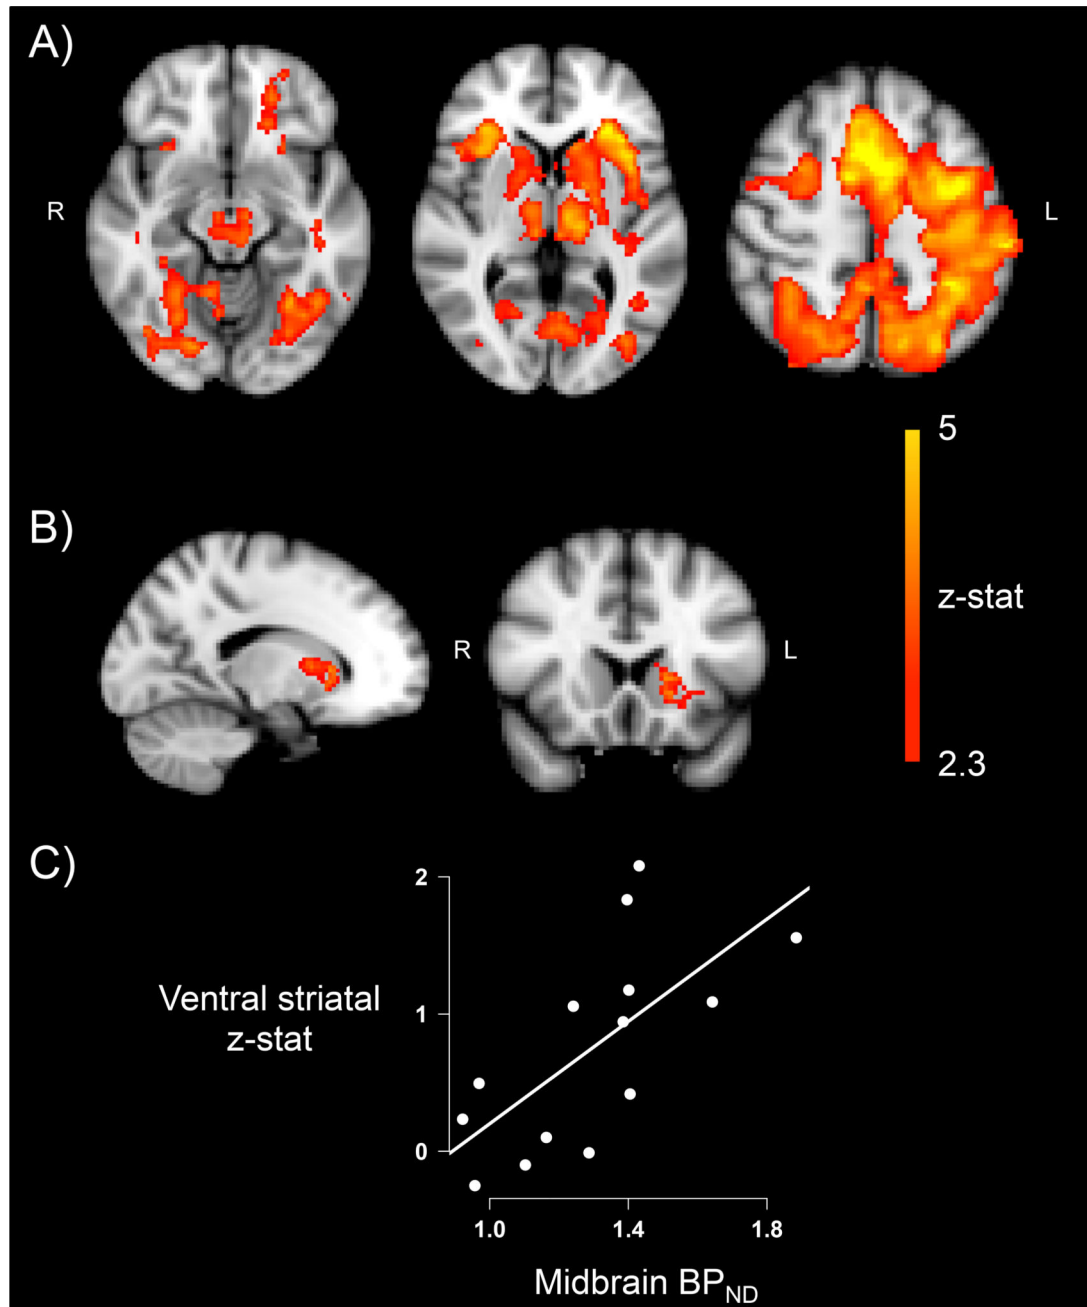 A)
R
L
5
z-stat
2.3
B)
R
L
C)
2
1
0
Ventral striatal
z-stat
1.0 1.4 1.8
Midbrain BPND